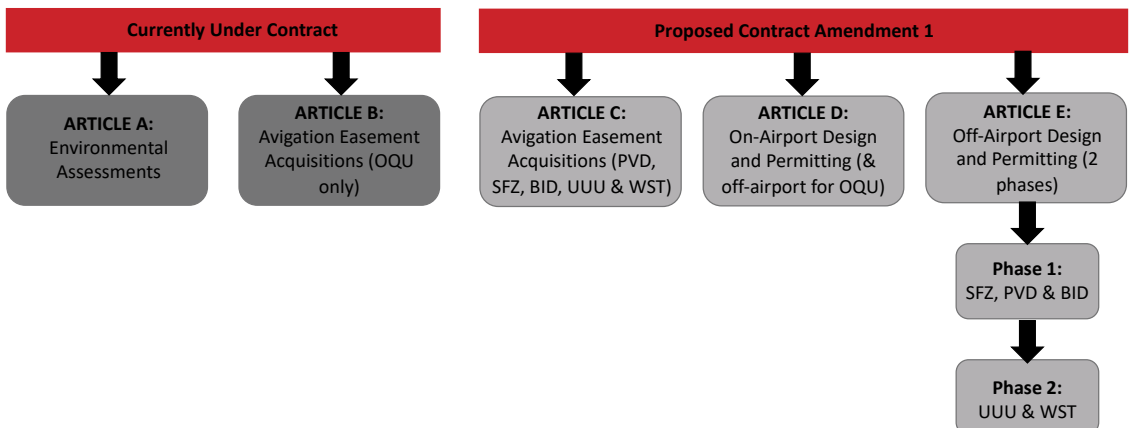 Currently Under Contract
Proposed Contract Amendment 1
ARTICLE A:
Environmental
Assessments
ARTICLE B:
Avigation Easement
Acquisitions (OQU
only)
ARTICLE C:
Avigation Easement
Acquisitions (PVD,
SFZ, BID, UUU & WST)
ARTICLE D:
On-Airport Design
and Permitting (&
off-airport for OQU)
ARTICLE E:
Off-Airport Design
and Permitting (2
phases)
Phase 1:
SFZ, PVD & BID
Phase 2:
UUU & WST